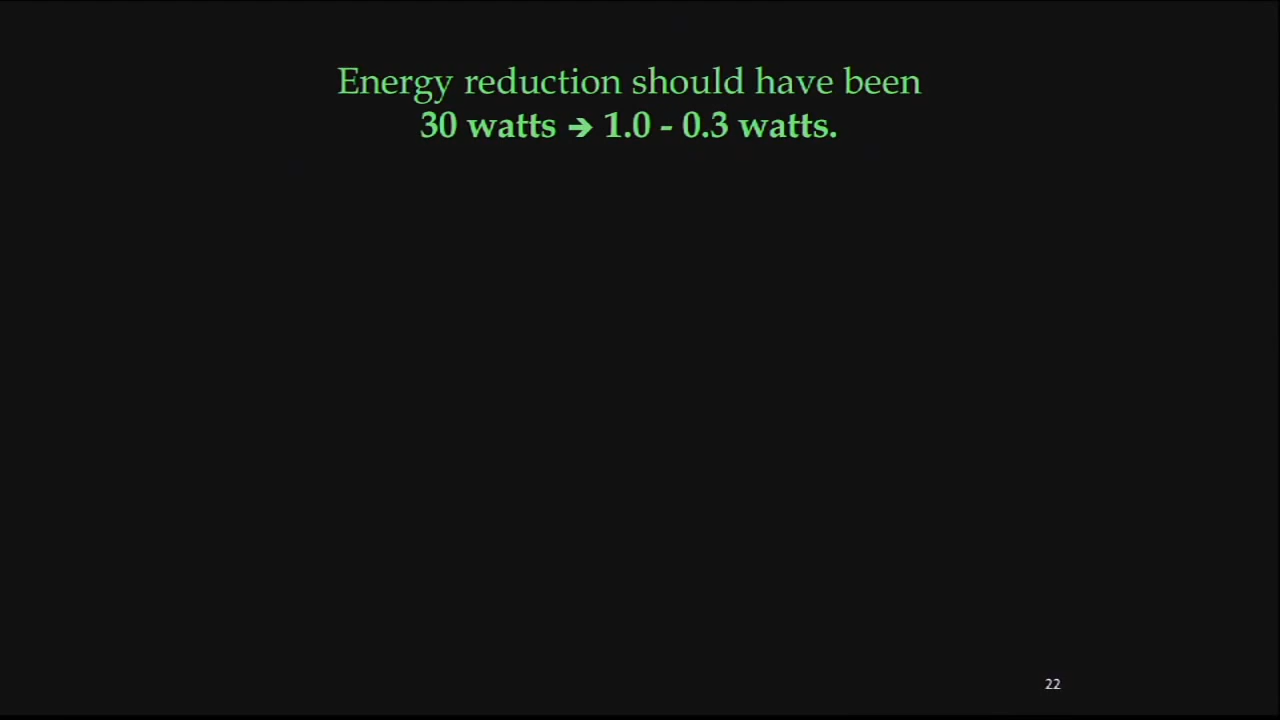 Energy reduction should have been
30 watts ➔ 1.0 - 0.3 watts.
22